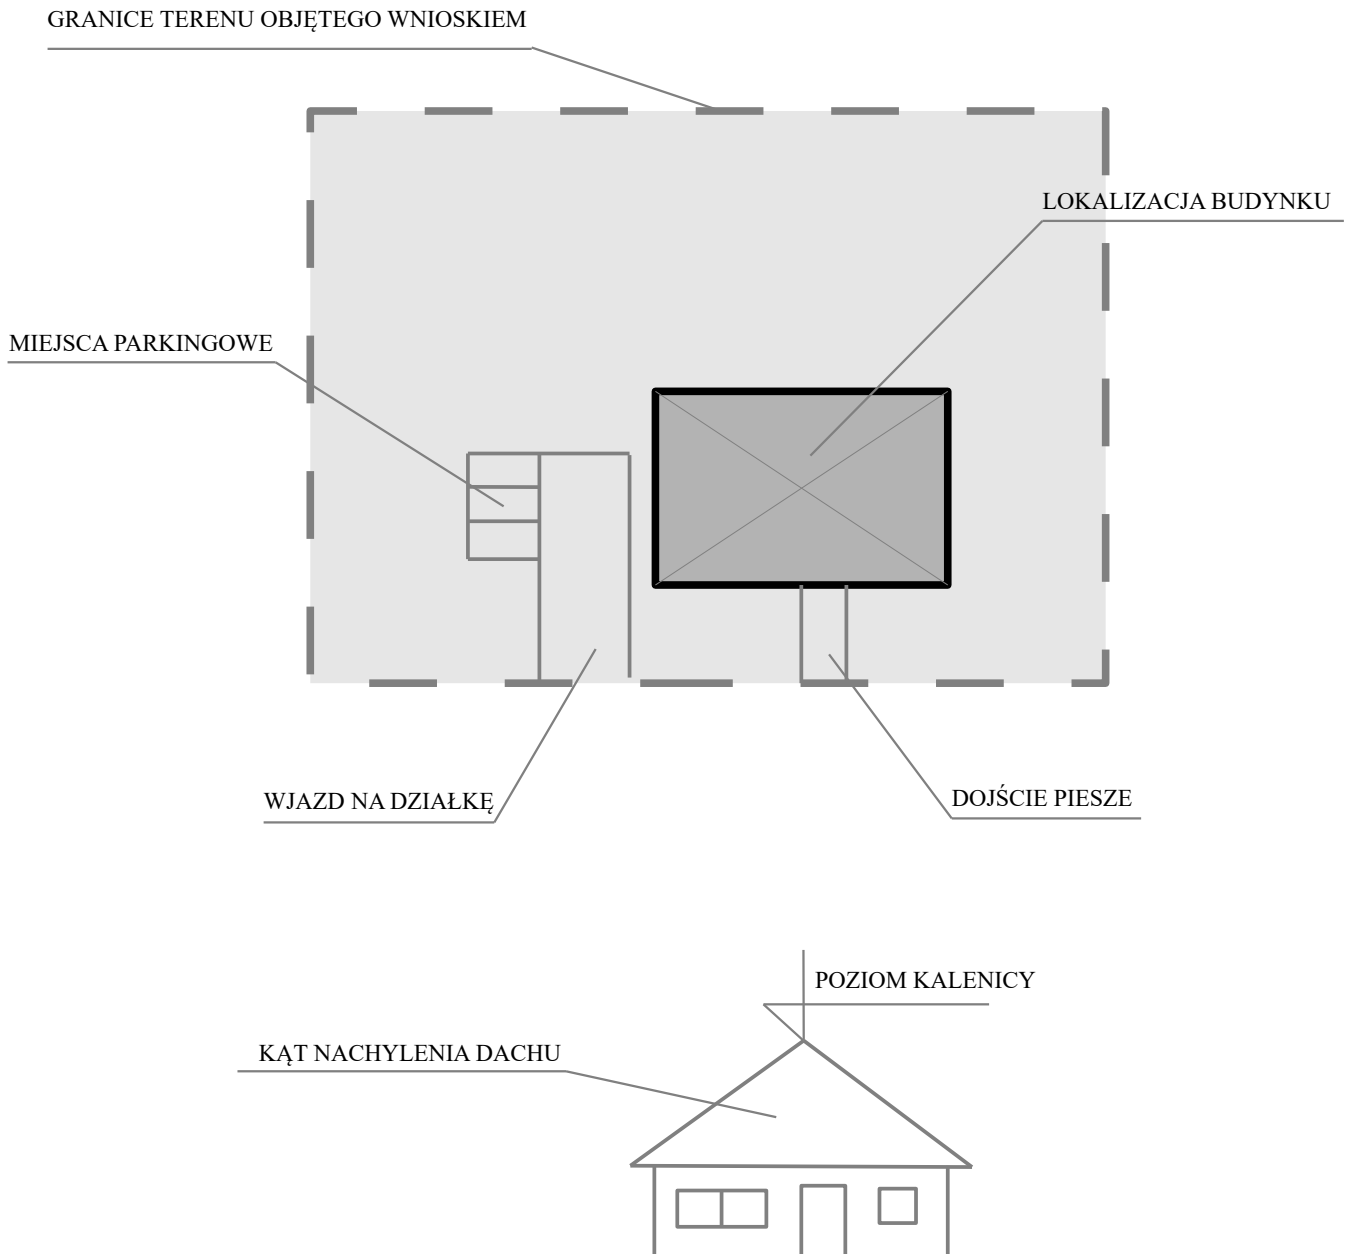 GRANICE TERENU OBJĘTEGO WNIOSKIEM
LOKALIZACJA BUDYNKU
MIEJSCA PARKINGOWE
WJAZD NA DZIAŁKĘ
DOJŚCIE PIESZE
POZIOM KALENICY
KĄT NACHYLENIA DACHU